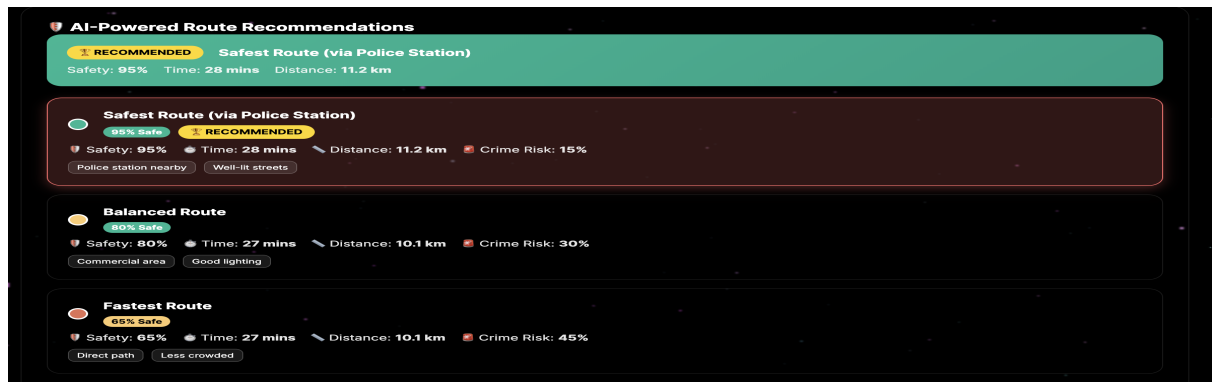 AI-Powered Route Recommendations
RECOMMENDED Safest Route (via Police Station)
Safety: 95% Time: 28 mins Distance: 11.2 km
Safest Route (via Police Station)
95% Safe RECOMMENDED
Safety: 95% Time: 28 mins Distance: 11.2 km Crime Risk: 15%
Police station nearby Well-lit streets
Balanced Route
80% Safe
Safety: 80% Time: 27 mins Distance: 10.1 km Crime Risk: 30%
Commercial area Good lighting
Fastest Route
65% Safe
Safety: 65% Time: 27 mins Distance: 10.1 km Crime Risk: 45%
Direct path Less crowded